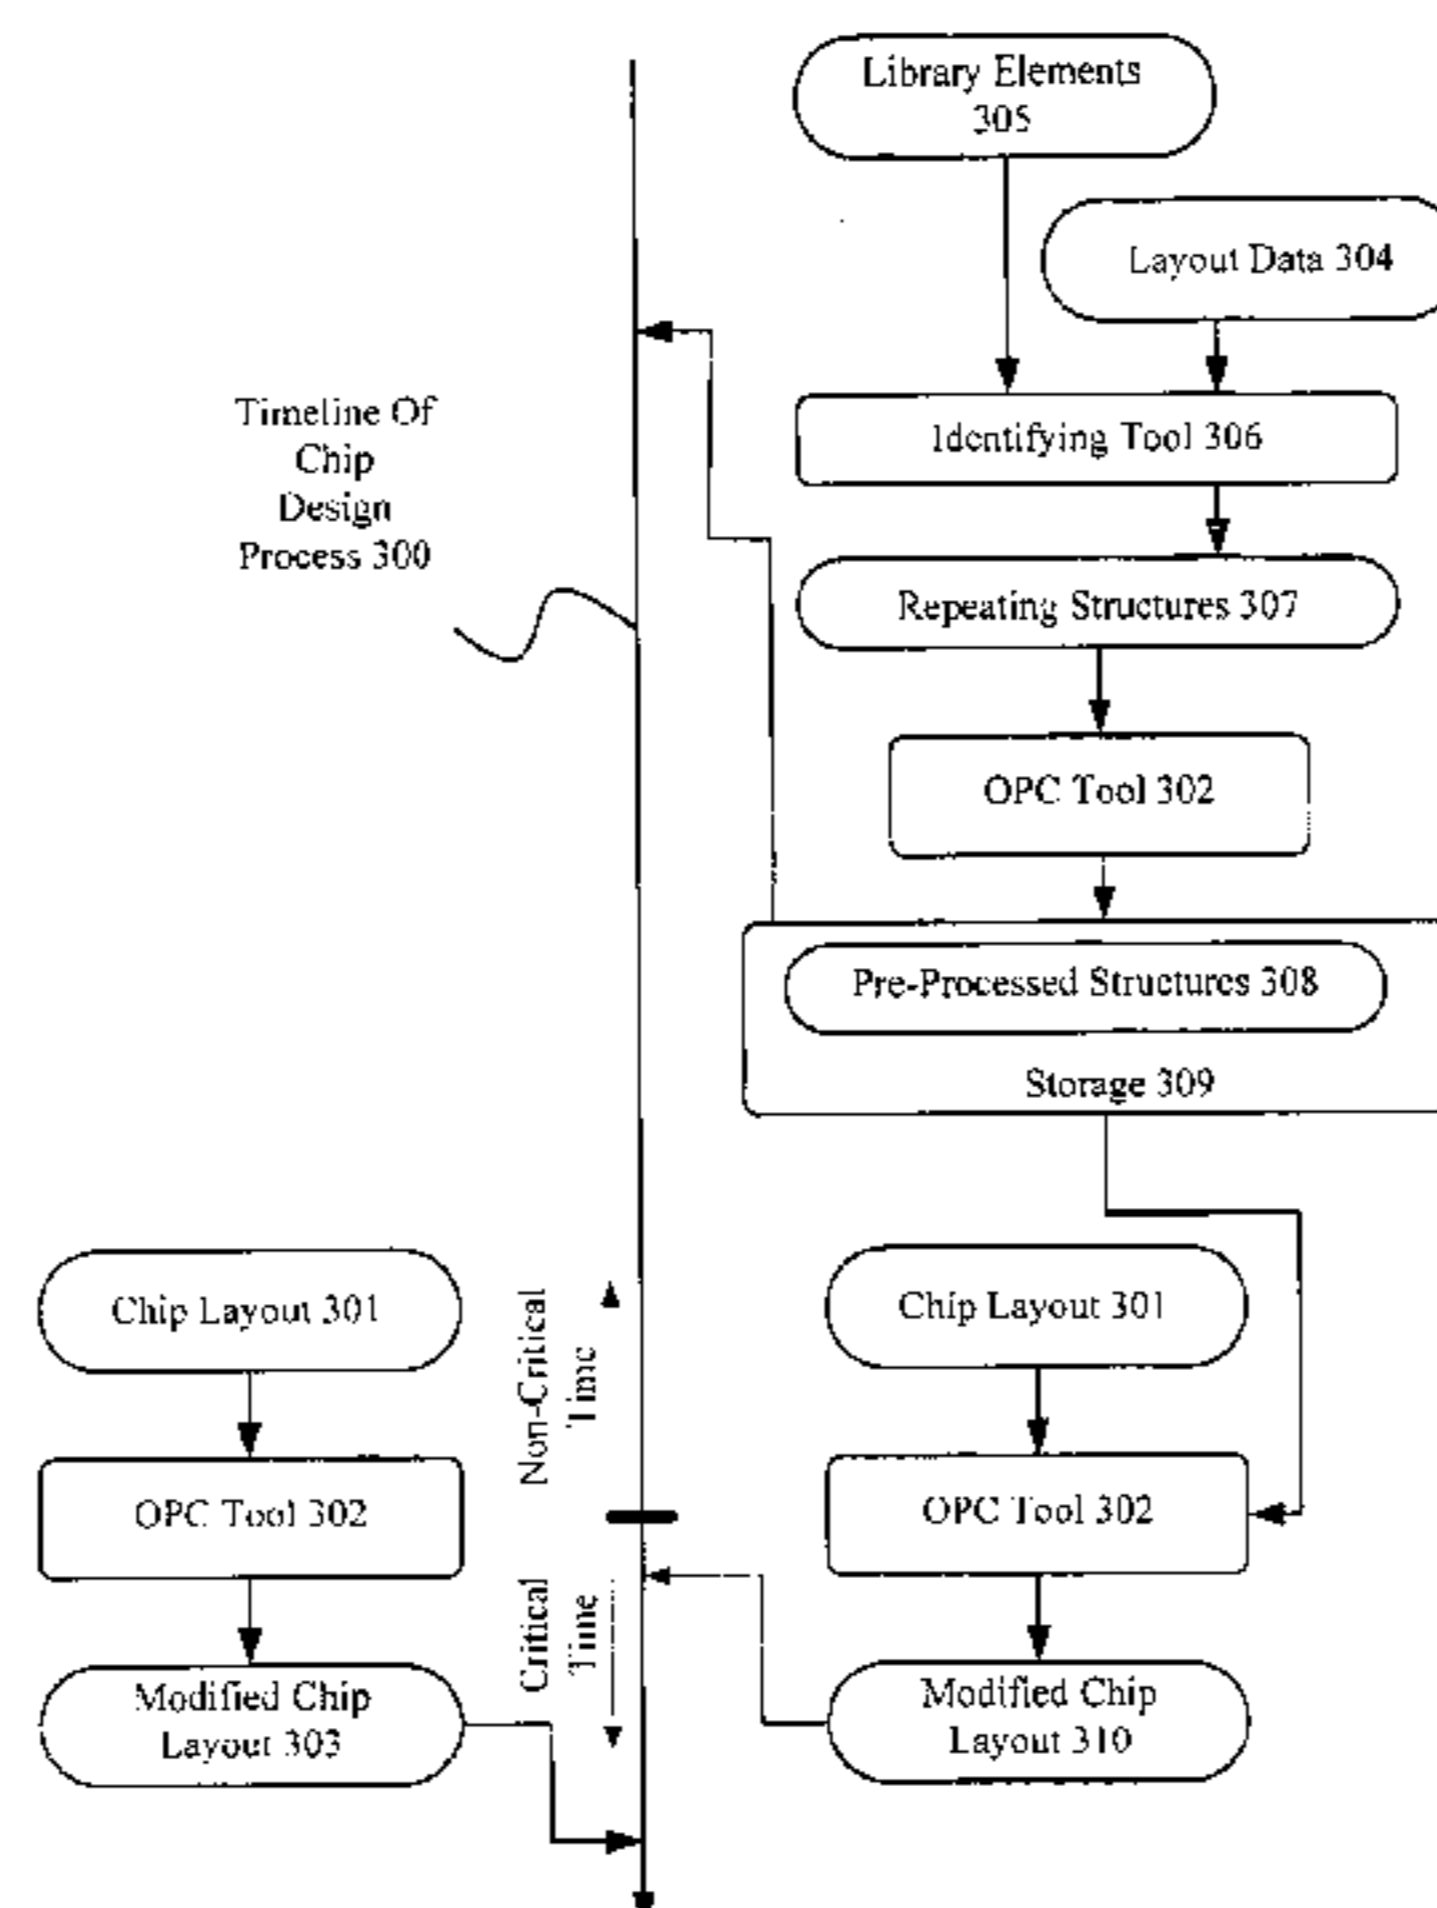 Library Elements
305
Layout Data 304
Identifying Tool 306
Timeline Of
Chip
Design
Process 300
Repeating Structures 307
OPC Tool 302
Pre-Processed Structures 308
Storage 309
Chip Layout 301
Non-Critical
Time
Chip Layout 301
OPC Tool 302
OPC Tool 302
Critical
Time
Modified Chip
Layout 303
Modified Chip
Layout 310